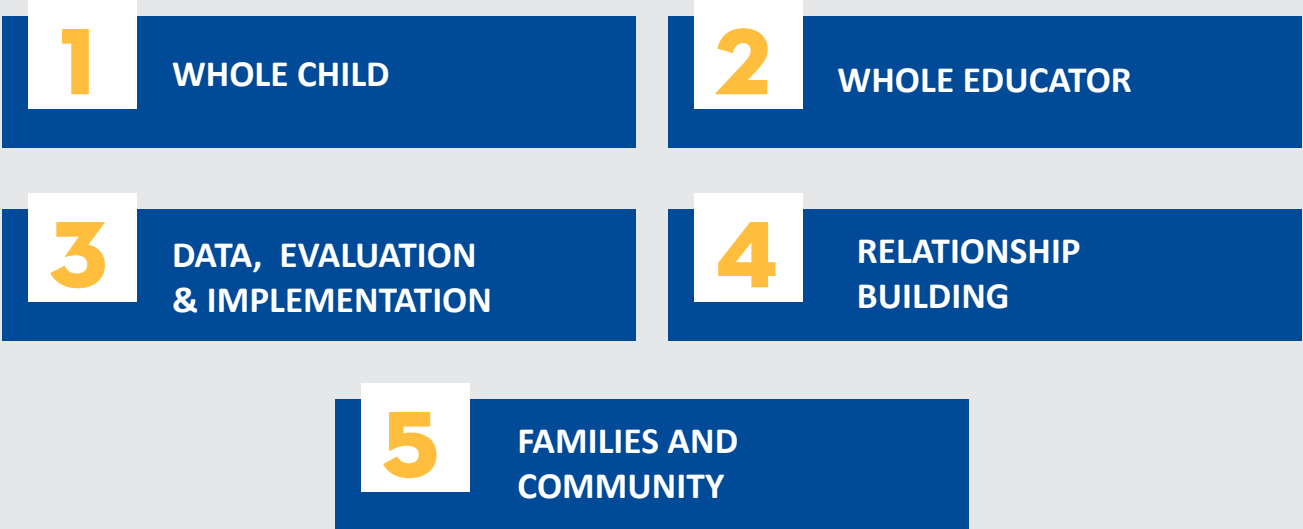 1
WHOLE CHILD
2
WHOLE EDUCATOR
3
DATA, EVALUATION
& IMPLEMENTATION
4
RELATIONSHIP
BUILDING
5
FAMILIES AND
COMMUNITY